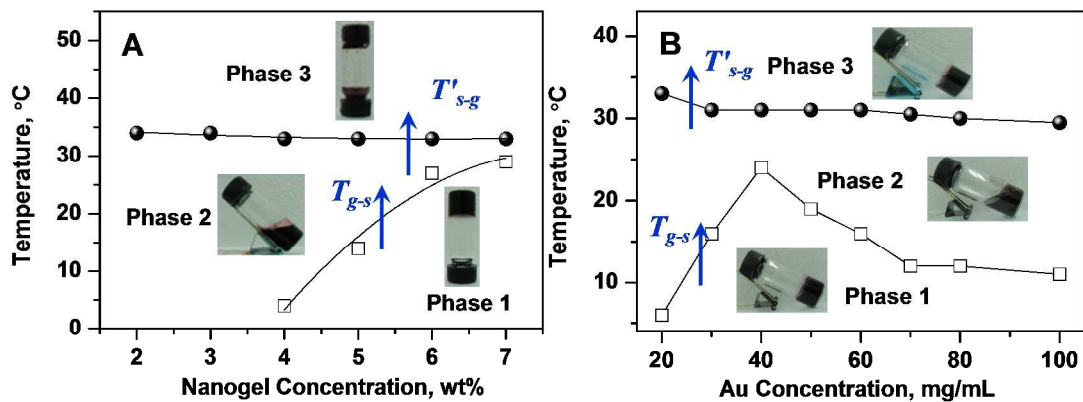 A
Phase 3
T's-g
Phase 2
Tg-s
Phase 1
50
40
30
20
10
0
Temperature, °C
2 3 4 5 6 7
Nanogel Concentration, wt%
B
T's-g
Phase 3
Phase 2
Tg-s
Phase 1
40
30
20
10
Temperature, °C
20 40 60 80 100
Au Concentration, mg/mL